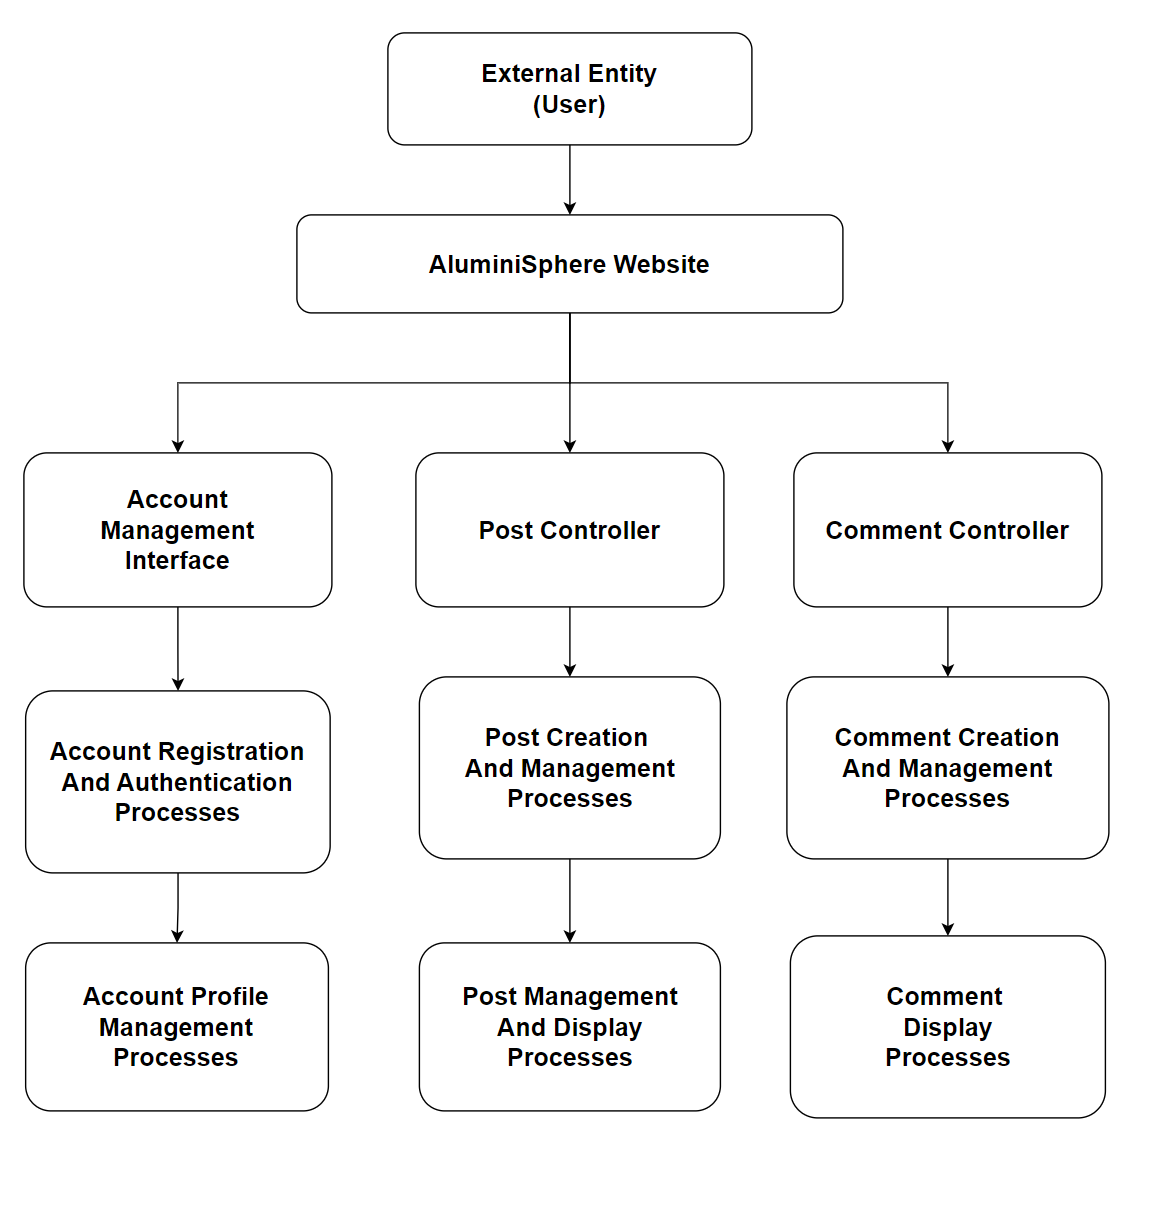 External Entity
(User)
AluminiSphere Website
Account
Management
Interface
Post Controller
Comment Controller
Account Registration
And Authentication
Processes
Post Creation
And Management
Processes
Comment Creation
And Management
Processes
Account Profile
Management
Processes
Post Management
And Display
Processes
Comment
Display
Processes